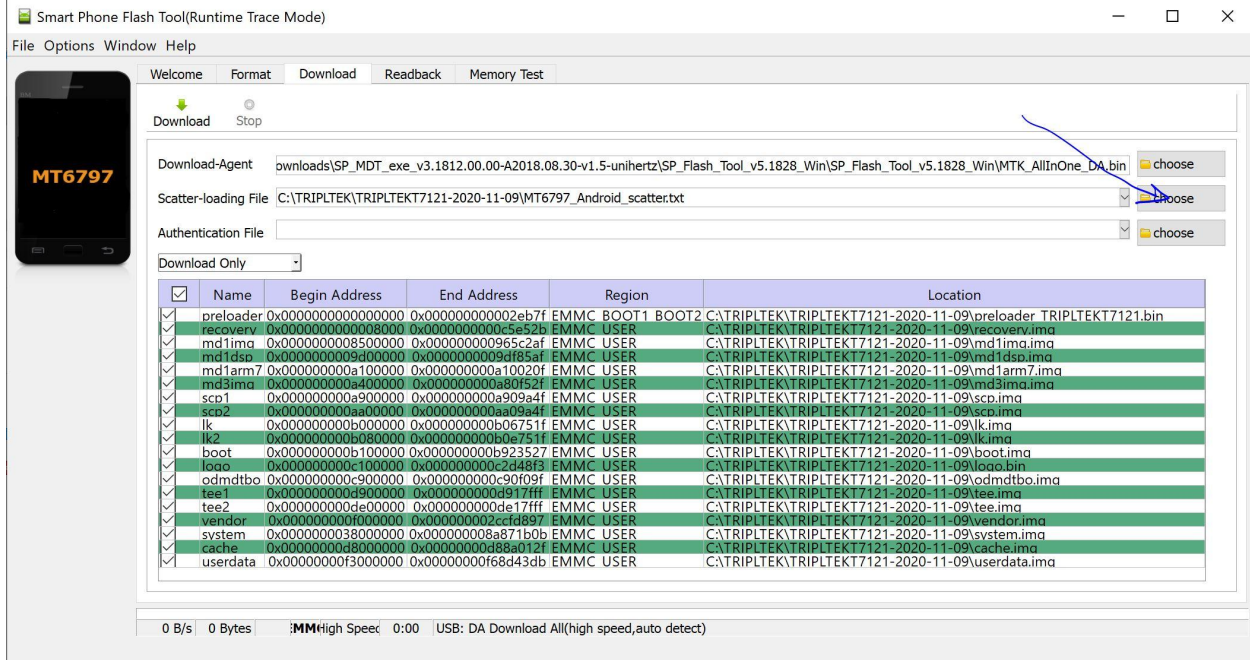 Smart Phone Flash Tool(Runtime Trace Mode)
File Options Window Help
Welcome Format Download Readback Memory Test
Download Stop
MT6797
Download-Agent ownloads\SP_MDT_exe_v3.1812.00.00-A2018.08.30-v1.5-unihertz\SP_Flash_Tool_v5.1828_Win\SP_Flash_Tool_v5.1828_Win\MTK_AllInOne_DA.bin choose
Scatter-loading File C:\TRIPLTEK\TRIPLTEKT7121-2020-11-09\MT6797_Android_scatter.txt choose
Authentication File choose
Download Only
Name Begin Address End Address Region Location
preloader 0x0000000000000000 0x000000000002eb7f EMMC_BOOT1_BOOT2 C:\TRIPLTEK\TRIPLTEKT7121-2020-11-09\preloader_TRIPLTEKT7121.bin
recovery 0x0000000000008000 0x0000000000c5e52b EMMC_USER C:\TRIPLTEK\TRIPLTEKT7121-2020-11-09\recovery.img
md1img 0x0000000008500000 0x000000000965c2af EMMC_USER C:\TRIPLTEK\TRIPLTEKT7121-2020-11-09\md1img.img
md1dsp 0x0000000009d00000 0x0000000009df85af EMMC_USER C:\TRIPLTEK\TRIPLTEKT7121-2020-11-09\md1dsp.img
md1arm7 0x000000000a100000 0x000000000a10020f EMMC_USER C:\TRIPLTEK\TRIPLTEKT7121-2020-11-09\md1arm7.img
md3img 0x000000000a400000 0x000000000a80f52f EMMC_USER C:\TRIPLTEK\TRIPLTEKT7121-2020-11-09\md3img.img
scp1 0x000000000a900000 0x000000000a909a4f EMMC_USER C:\TRIPLTEK\TRIPLTEKT7121-2020-11-09\scp.img
scp2 0x000000000aa00000 0x000000000aa09a4f EMMC_USER C:\TRIPLTEK\TRIPLTEKT7121-2020-11-09\scp.img
lk 0x000000000b000000 0x000000000b06751f EMMC_USER C:\TRIPLTEK\TRIPLTEKT7121-2020-11-09\lk.img
lk2 0x000000000b080000 0x000000000b0e751f EMMC_USER C:\TRIPLTEK\TRIPLTEKT7121-2020-11-09\lk.img
boot 0x000000000b100000 0x000000000b923527 EMMC_USER C:\TRIPLTEK\TRIPLTEKT7121-2020-11-09\boot.img
logo 0x000000000c100000 0x000000000c2d48f3 EMMC_USER C:\TRIPLTEK\TRIPLTEKT7121-2020-11-09\logo.bin
odmdtbo 0x000000000c900000 0x000000000c90f09f EMMC_USER C:\TRIPLTEK\TRIPLTEKT7121-2020-11-09\odmdtbo.img
tee1 0x000000000d900000 0x000000000d917fff EMMC_USER C:\TRIPLTEK\TRIPLTEKT7121-2020-11-09\tee.img
tee2 0x000000000de00000 0x000000000de17fff EMMC_USER C:\TRIPLTEK\TRIPLTEKT7121-2020-11-09\tee.img
vendor 0x000000000f000000 0x000000002ccfd897 EMMC_USER C:\TRIPLTEK\TRIPLTEKT7121-2020-11-09\vendor.img
system 0x0000000038000000 0x000000008a871b0b EMMC_USER C:\TRIPLTEK\TRIPLTEKT7121-2020-11-09\system.img
cache 0x00000000d8000000 0x00000000d88a012f EMMC_USER C:\TRIPLTEK\TRIPLTEKT7121-2020-11-09\cache.img
userdata 0x00000000f3000000 0x00000000f68d43db EMMC_USER C:\TRIPLTEK\TRIPLTEKT7121-2020-11-09\userdata.img
0 B/s 0 Bytes High Speed 0:00 USB: DA Download All(high speed,auto detect)